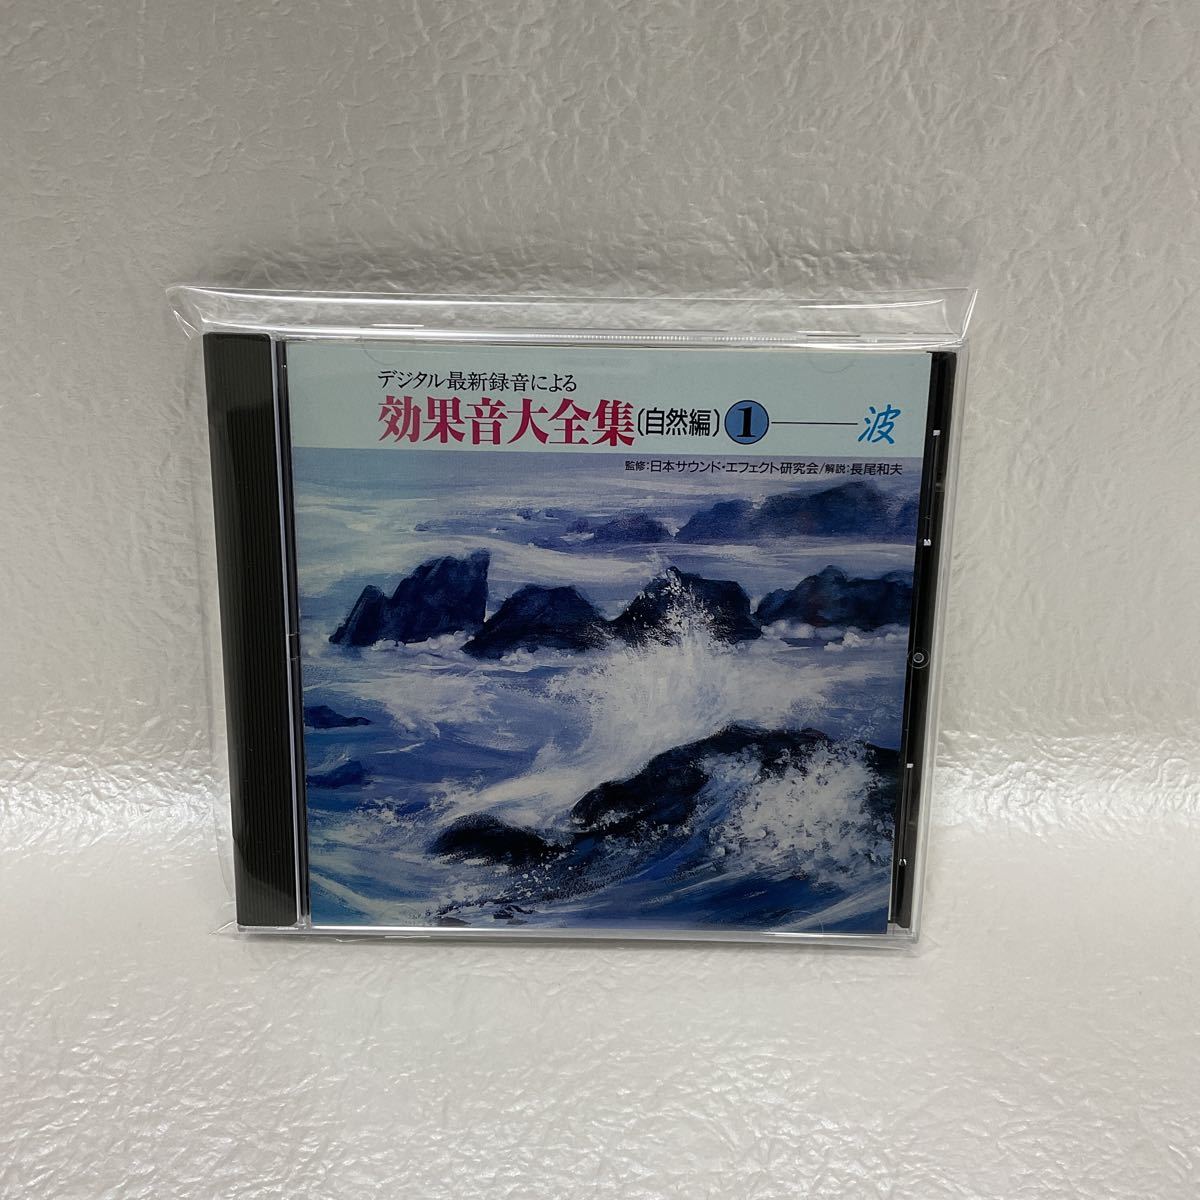 デジタル最新録音による
効果音大全集(自然編)1―波
監修:日本サウンド・エフェクト研究会/解説:長尾和夫